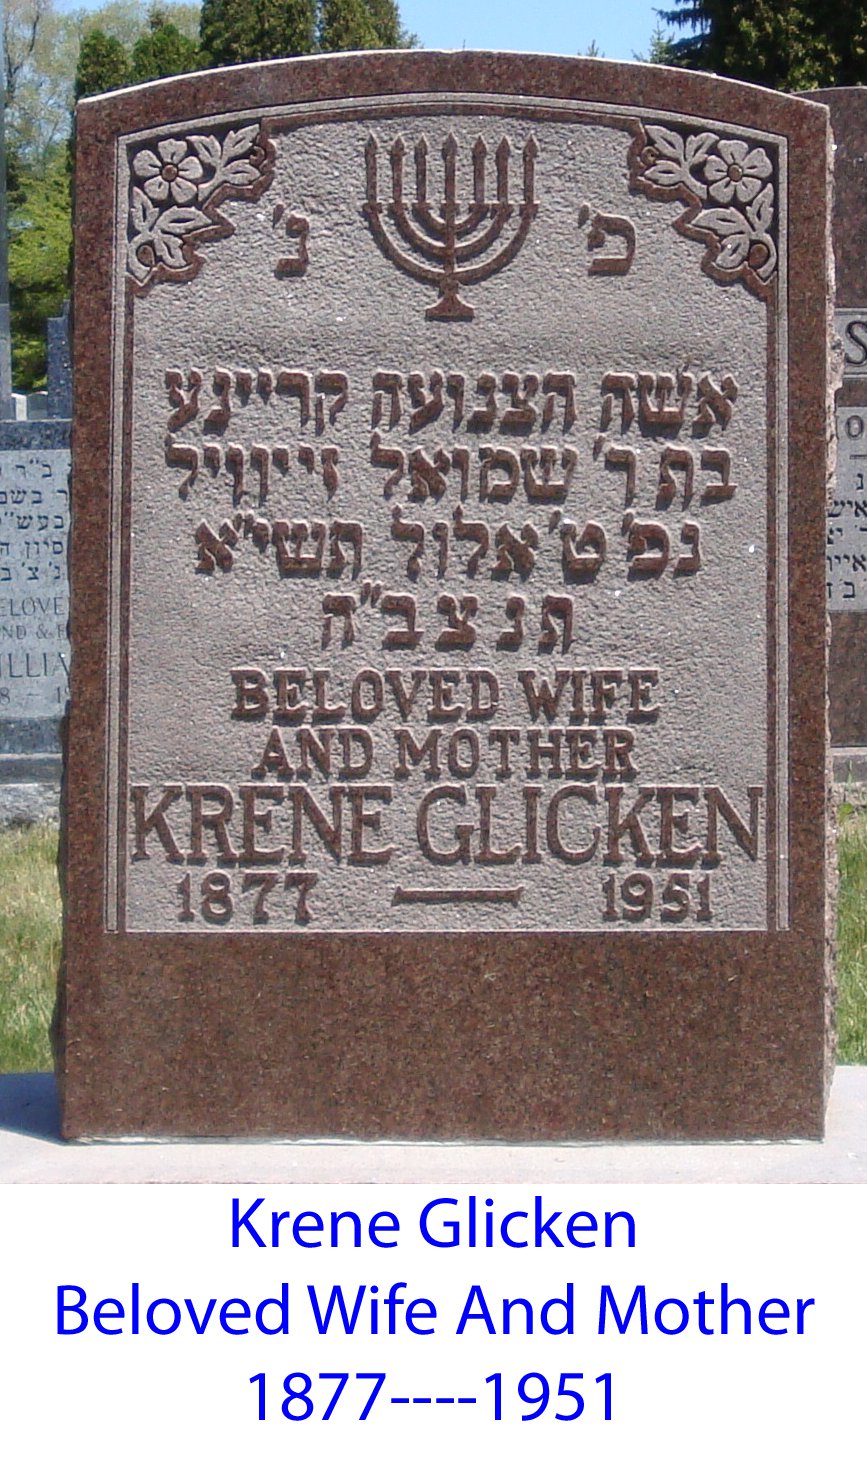 פ' נ'
אשה הצנועה קריינע
בת ר' שמואל זייוויל
נפ' ט' אלול תשי"א
תנצב"ה
BELOVED WIFE
AND MOTHER
KRENE GLICKEN
1877 — 1951
Krene Glicken
Beloved Wife And Mother
1877----1951